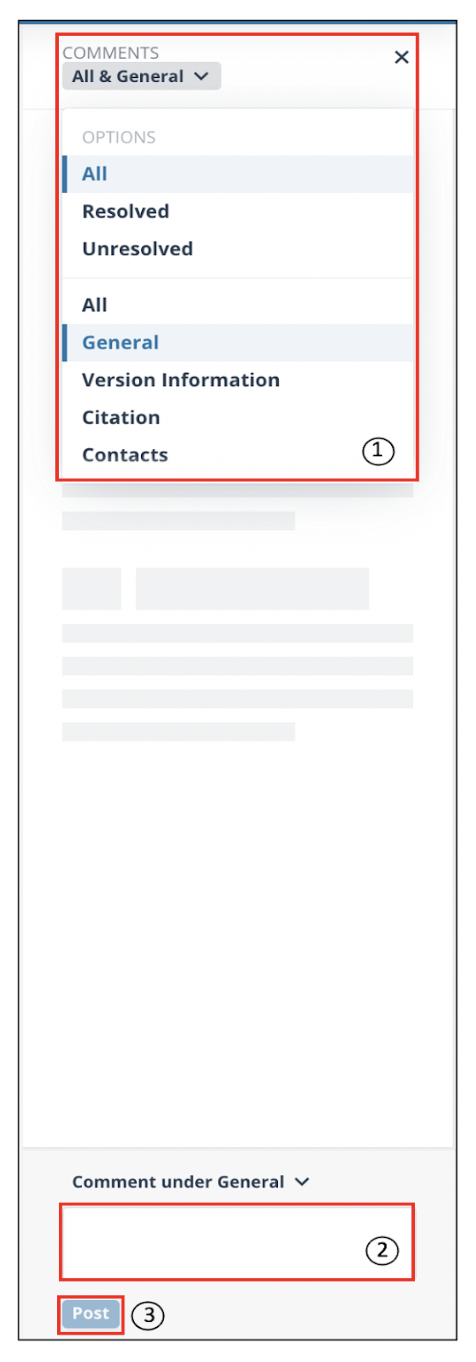 COMMENTS
All & General
OPTIONS
All
Resolved
Unresolved
All
General
Version Information
Citation
Contacts
1
Comment under General
2
Post
3